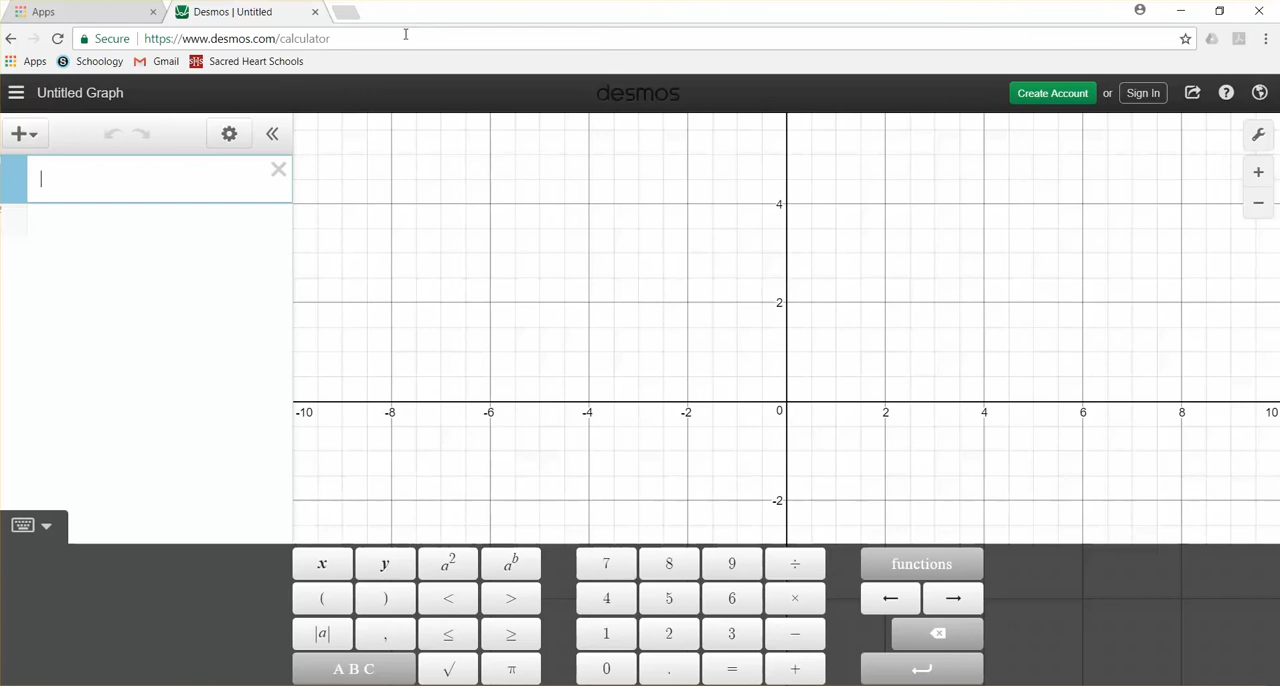 Apps
Desmos | Untitled
Secure https://www.desmos.com/calculator
Apps Schoology Gmail SHS Sacred Heart Schools
Untitled Graph desmos Create Account or Sign In
4
2
-10 -8 -6 -4 -2 0 2 4 6 8 10
-2
x y a² aᵇ 7 8 9 ÷ functions
( ) < > 4 5 6 × ← →
|a| , ≤ ≥ 1 2 3 −
A B C √ π 0 . = +